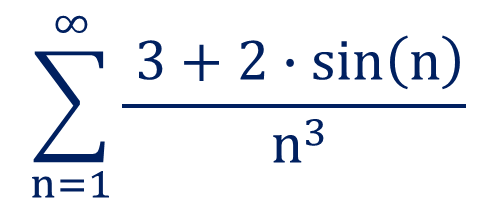 ∞
∑ 3 + 2 · sin(n)
n=1 n³